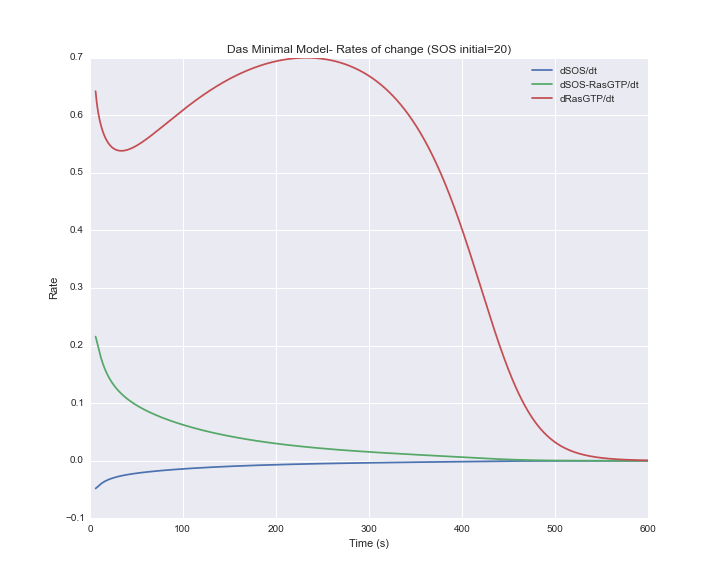 Das Minimal Model- Rates of change (SOS initial=20)
0.7
0.6
0.5
0.4
0.3
0.2
0.1
0.0
−0.1
Rate
dSOS/dt
dSOS-RasGTP/dt
dRasGTP/dt
0 100 200 300 400 500 600
Time (s)